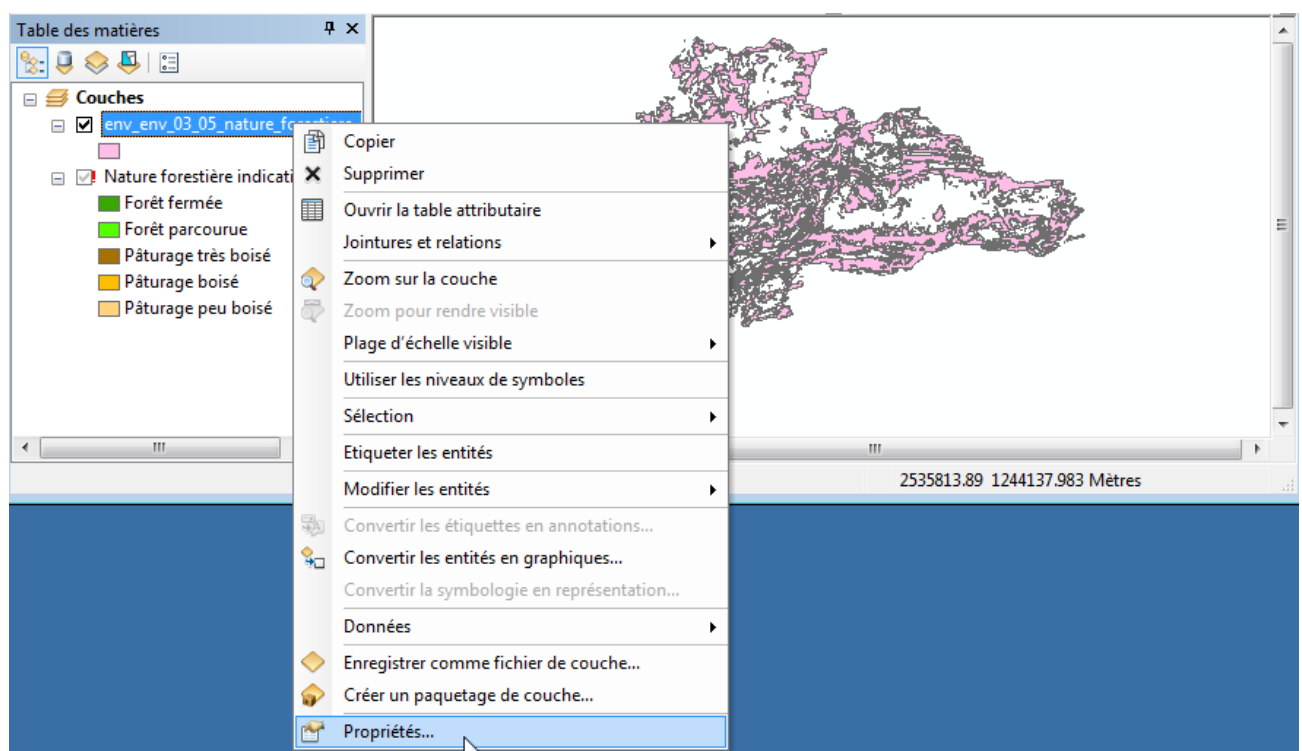 Table des matières
Couches
env_env_03_05_nature_forestiere
Nature forestière indicati
Forêt fermée
Forêt parcourue
Pâturage très boisé
Pâturage boisé
Pâturage peu boisé
Copier
Supprimer
Ouvrir la table attributaire
Jointures et relations
Zoom sur la couche
Zoom pour rendre visible
Plage d'échelle visible
Utiliser les niveaux de symboles
Sélection
Etiqueter les entités
Modifier les entités
Convertir les étiquettes en annotations...
Convertir les entités en graphiques...
Convertir la symbologie en représentation...
Données
Enregistrer comme fichier de couche...
Créer un paquetage de couche...
Propriétés...
2535813.89 1244137.983 Mètres